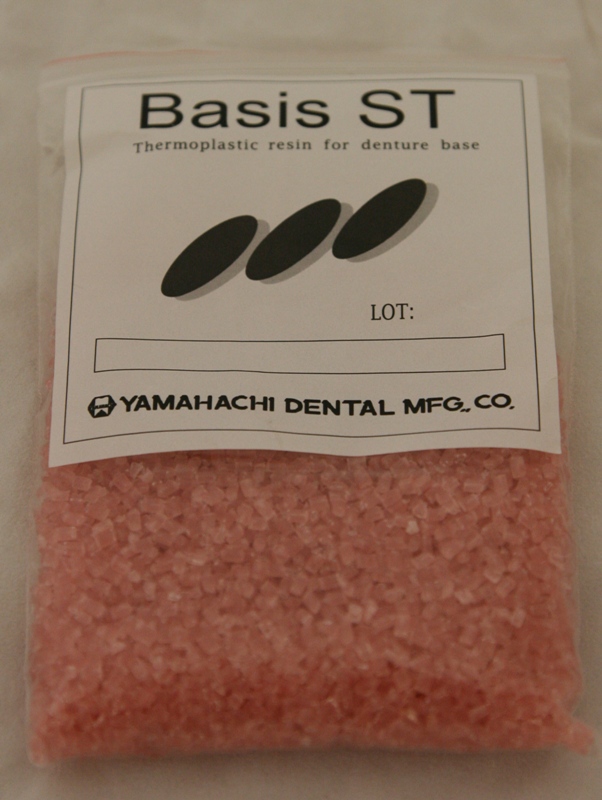 Basis ST
Thermoplastic resin for denture base
LOT:
YAMAHACHI DENTAL MFG., CO.